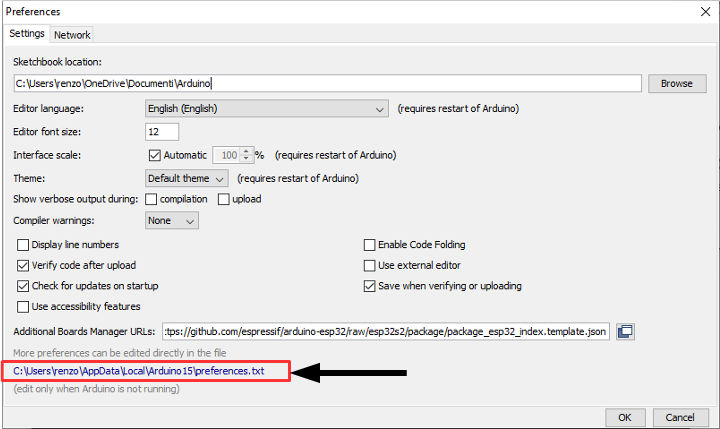 Preferences
Settings Network
Sketchbook location:
C:\Users\renzo\OneDrive\Documenti\Arduino Browse
Editor language: English (English) (requires restart of Arduino)
Editor font size: 12
Interface scale: Automatic 100 % (requires restart of Arduino)
Theme: Default theme (requires restart of Arduino)
Show verbose output during: compilation upload
Compiler warnings: None
Display line numbers Enable Code Folding
Verify code after upload Use external editor
Check for updates on startup Save when verifying or uploading
Use accessibility features
Additional Boards Manager URLs: :tps://github.com/espressif/arduino-esp32/raw/esp32s2/package/package_esp32_index.template.json
More preferences can be edited directly in the file
C:\Users\renzo\AppData\Local\Arduino15\preferences.txt
(edit only when Arduino is not running)
OK Cancel